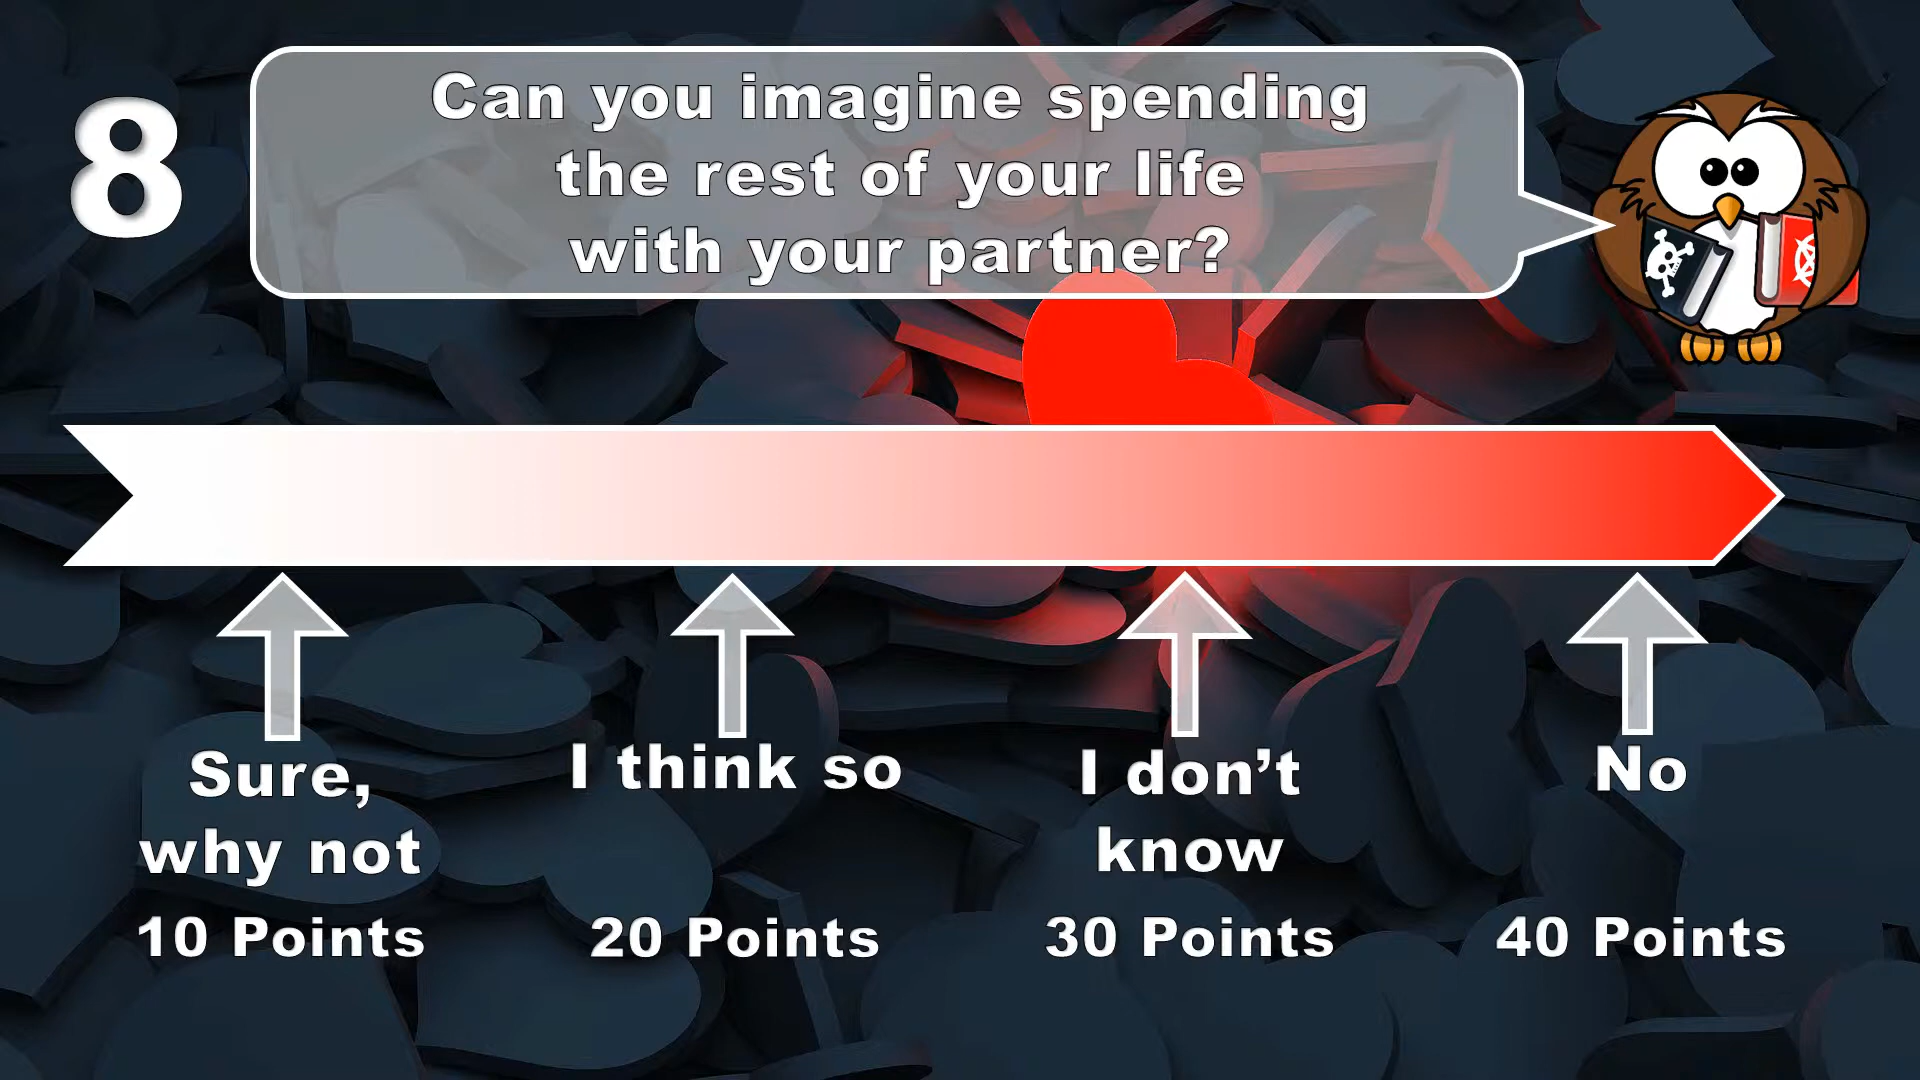 8
Can you imagine spending
the rest of your life
with your partner?
Sure,
why not
10 Points
I think so
20 Points
I don’t
know
30 Points
No
40 Points